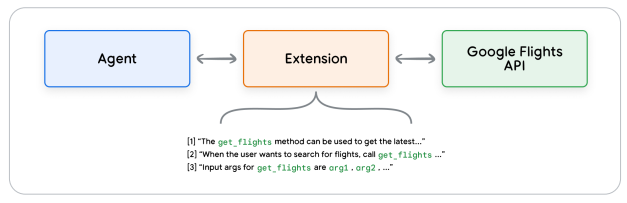 Agent
Extension
Google Flights
API
[1] “The get_flights method can be used to get the latest...”
[2] “When the user wants to search for flights, call get_flights ...”
[3] “Input args for get_flights are arg1 , arg2 , ...”